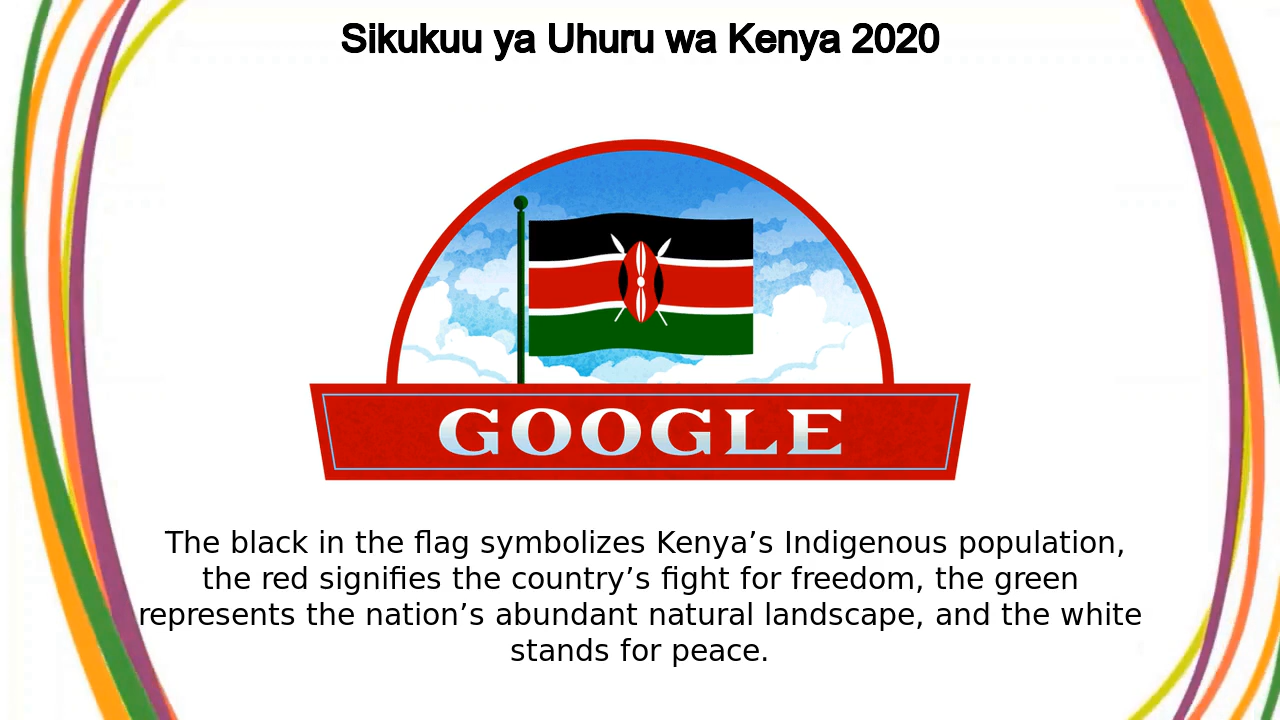 Sikukuu ya Uhuru wa Kenya 2020
GOOGLE
The black in the flag symbolizes Kenya’s Indigenous population,
the red signifies the country’s fight for freedom, the green
represents the nation’s abundant natural landscape, and the white
stands for peace.